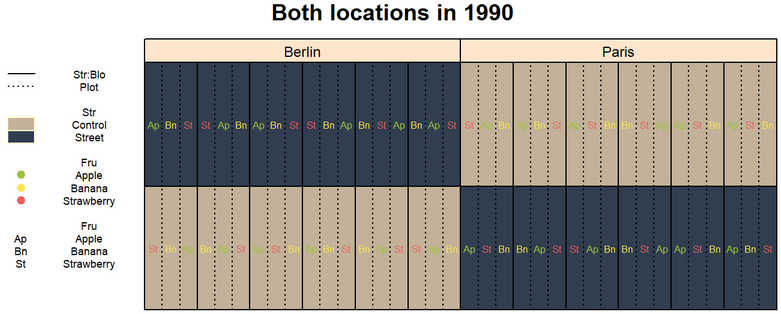 Both locations in 1990
Berlin
Paris
Str:Blo
Plot
Str
Control
Street
Fru
Apple
Banana
Strawberry
Fru
Ap Apple
Bn Banana
St Strawberry
Ap Bn St St Ap Bn Ap Bn St St Bn Ap Bn St Ap Bn Ap St St Ap Bn Ap Bn St Ap St Bn Bn St Ap Ap St Bn Ap St Bn
St Bn Ap Bn Ap St Ap St Bn Ap Bn St Bn Ap St St Ap Bn Ap St Bn Bn Ap St St Ap Bn Bn St Ap Ap St Bn Ap Bn St